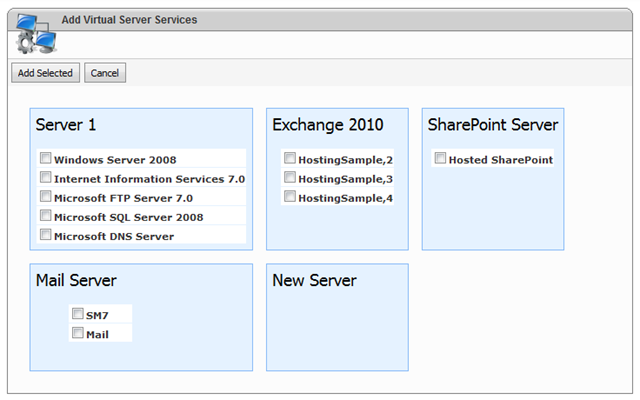 Add Virtual Server Services
Add Selected
Cancel
Server 1
Windows Server 2008
Internet Information Services 7.0
Microsoft FTP Server 7.0
Microsoft SQL Server 2008
Microsoft DNS Server
Exchange 2010
HostingSample,2
HostingSample,3
HostingSample,4
SharePoint Server
Hosted SharePoint
Mail Server
SM7
Mail
New Server